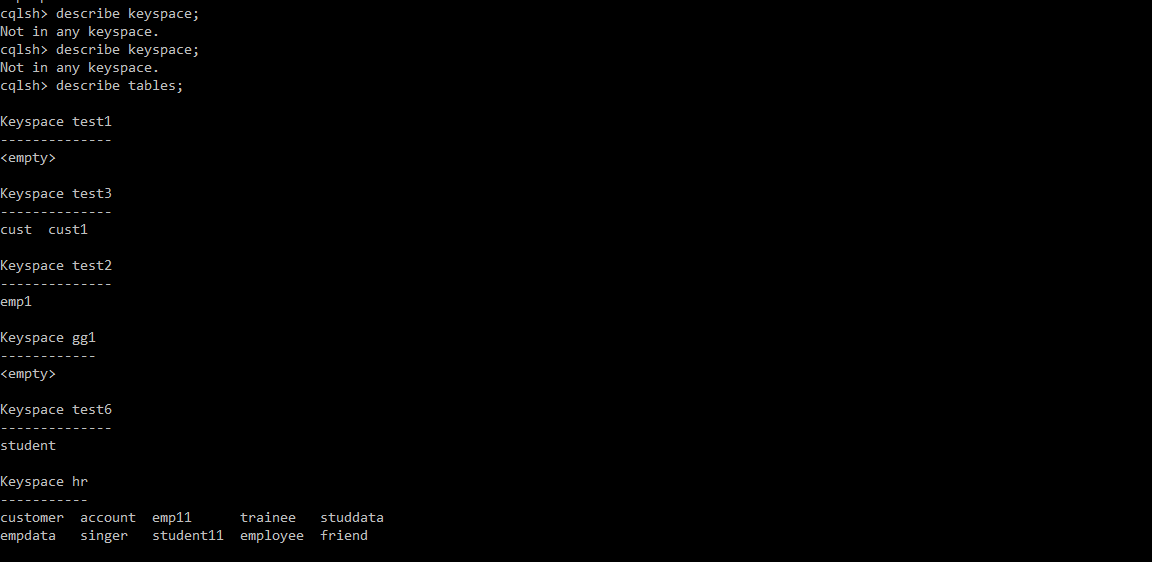 cqlsh> describe keyspace;
Not in any keyspace.
cqlsh> describe keyspace;
Not in any keyspace.
cqlsh> describe tables;
Keyspace test1
--------------
<empty>
Keyspace test3
--------------
cust  cust1
Keyspace test2
--------------
emp1
Keyspace gg1
------------
<empty>
Keyspace test6
--------------
student
Keyspace hr
-----------
customer  account  emp11      trainee   studdata
empdata   singer   student11  employee  friend